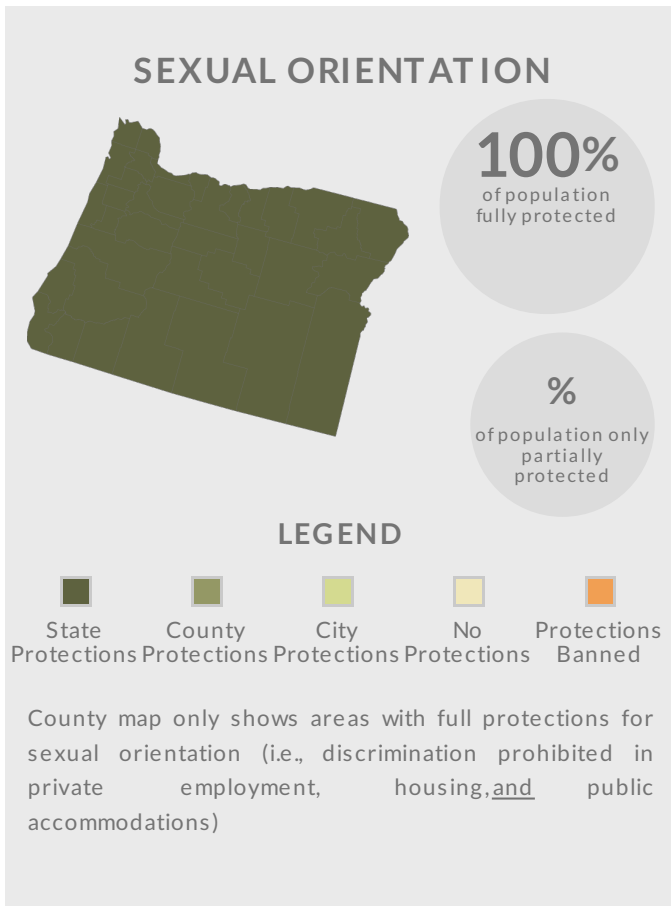 SEXUAL ORIENTATION
100%
of population
fully protected
%
of population only
partially
protected
LEGEND
State
Protections
County
Protections
City
Protections
No
Protections
Protections
Banned
County map only shows areas with full protections for
sexual orientation (i.e., discrimination prohibited in
private employment, housing, and public
accommodations)